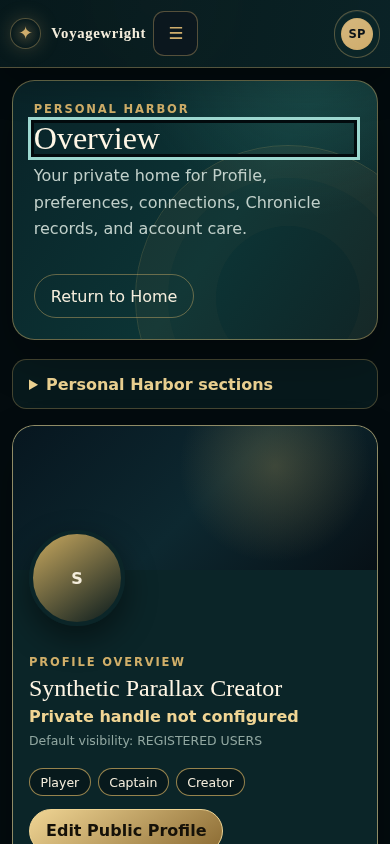 Voyagewright
SP
PERSONAL HARBOR
Overview
Your private home for Profile,
preferences, connections, Chronicle
records, and account care.
Return to Home
Personal Harbor sections
S
PROFILE OVERVIEW
Synthetic Parallax Creator
Private handle not configured
Default visibility: REGISTERED USERS
Player Captain Creator
Edit Public Profile